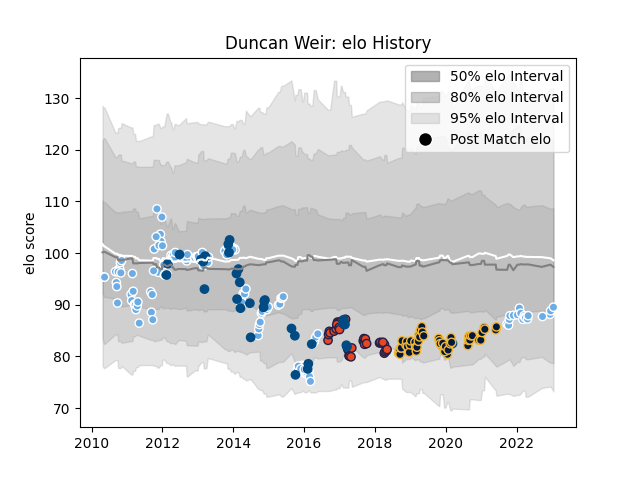 Duncan Weir: elo History
50% elo Interval
80% elo Interval
95% elo Interval
Post Match elo
elo score
130
120
110
100
90
80
70
2010
2012
2014
2016
2018
2020
2022